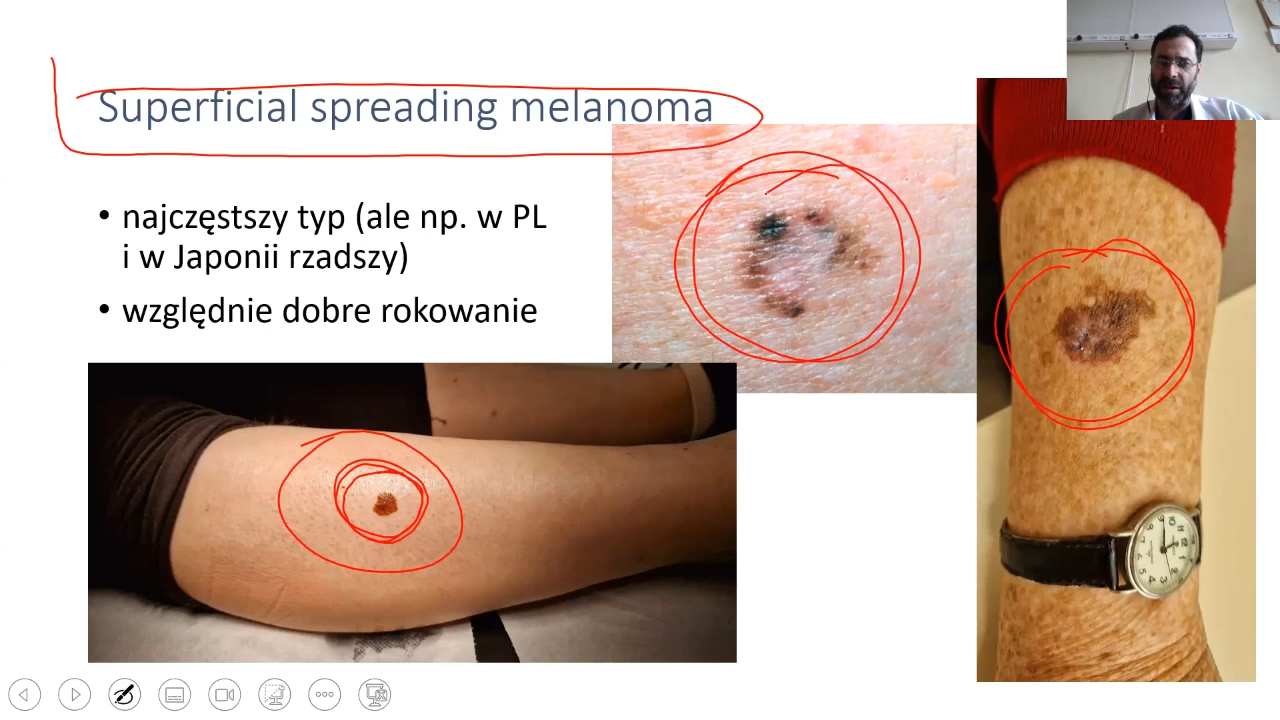 Superficial spreading melanoma
• najczęstszy typ (ale np. w PL
i w Japonii rzadszy)
• względnie dobre rokowanie